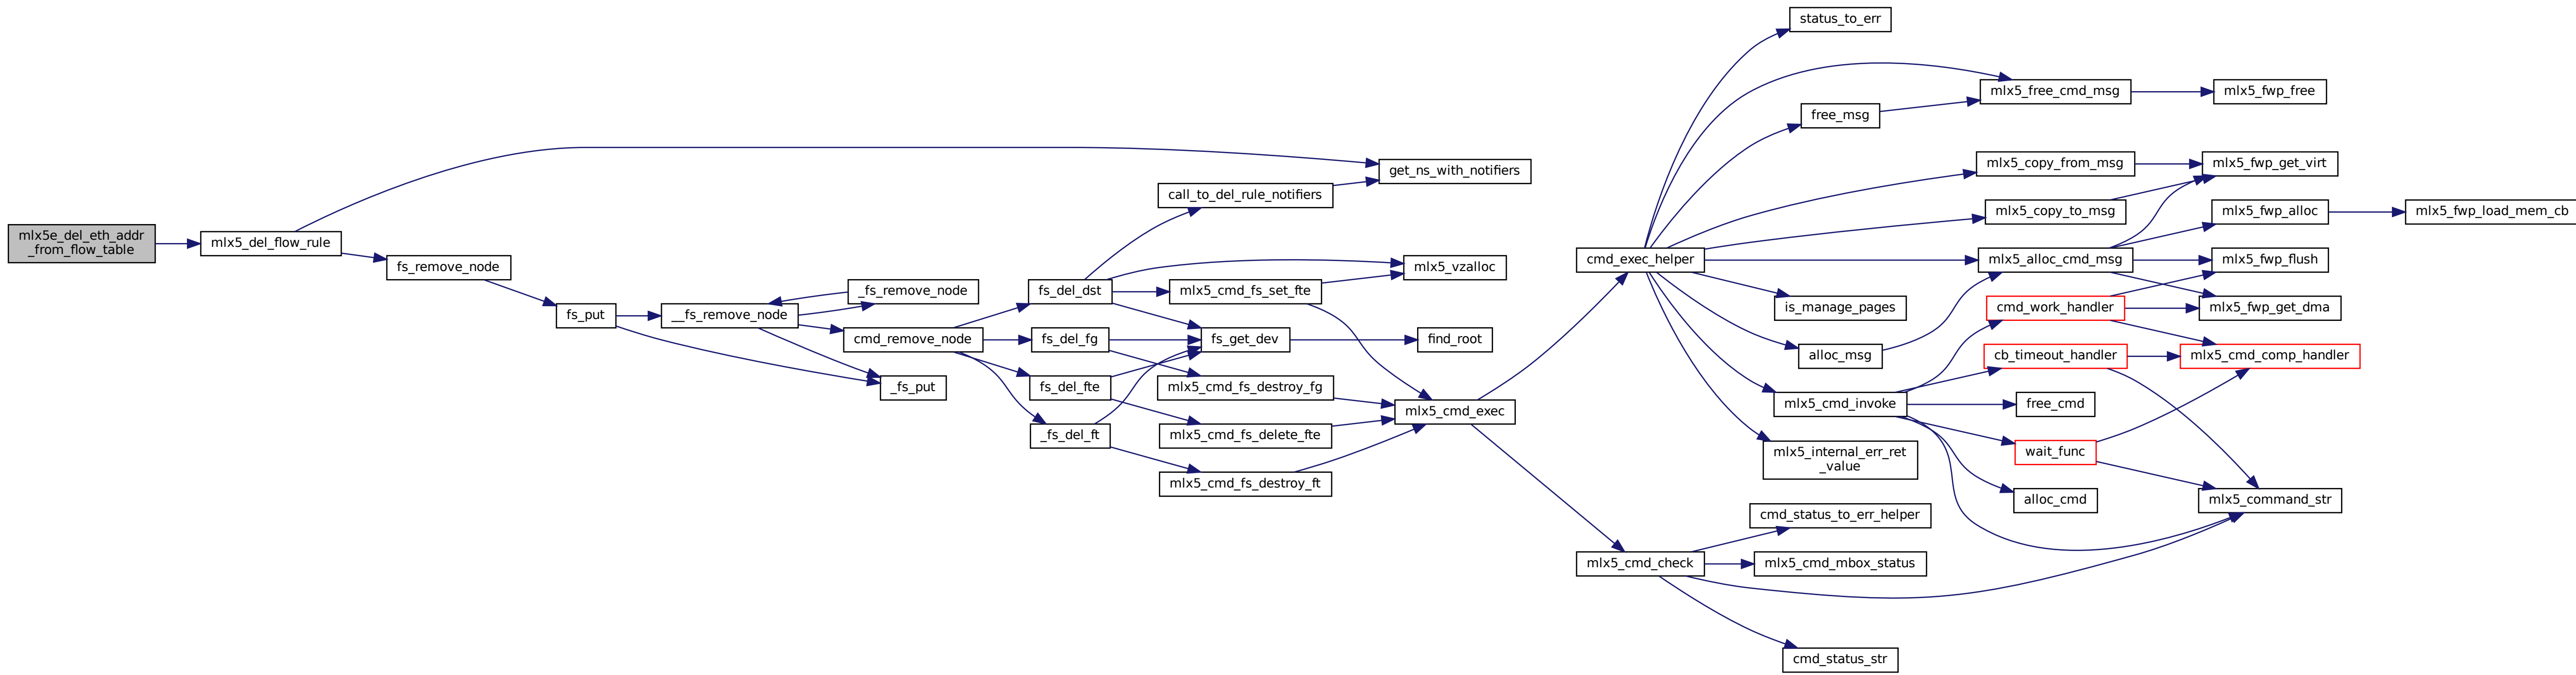 mlx5e_del_eth_addr
_from_flow_table
mlx5_del_flow_rule
fs_remove_node
fs_put
__fs_remove_node
_fs_remove_node
cmd_remove_node
_fs_put
fs_del_dst
fs_del_fg
fs_del_fte
_fs_del_ft
call_to_del_rule_notifiers
mlx5_cmd_fs_set_fte
fs_get_dev
mlx5_cmd_fs_destroy_fg
mlx5_cmd_fs_delete_fte
mlx5_cmd_fs_destroy_ft
get_ns_with_notifiers
mlx5_vzalloc
find_root
mlx5_cmd_exec
cmd_exec_helper
mlx5_cmd_check
status_to_err
free_msg
is_manage_pages
alloc_msg
mlx5_cmd_invoke
mlx5_internal_err_ret
_value
cmd_status_to_err_helper
mlx5_cmd_mbox_status
cmd_status_str
mlx5_free_cmd_msg
mlx5_copy_from_msg
mlx5_copy_to_msg
mlx5_alloc_cmd_msg
cmd_work_handler
cb_timeout_handler
free_cmd
wait_func
alloc_cmd
mlx5_fwp_free
mlx5_fwp_get_virt
mlx5_fwp_alloc
mlx5_fwp_flush
mlx5_fwp_get_dma
mlx5_cmd_comp_handler
mlx5_command_str
mlx5_fwp_load_mem_cb